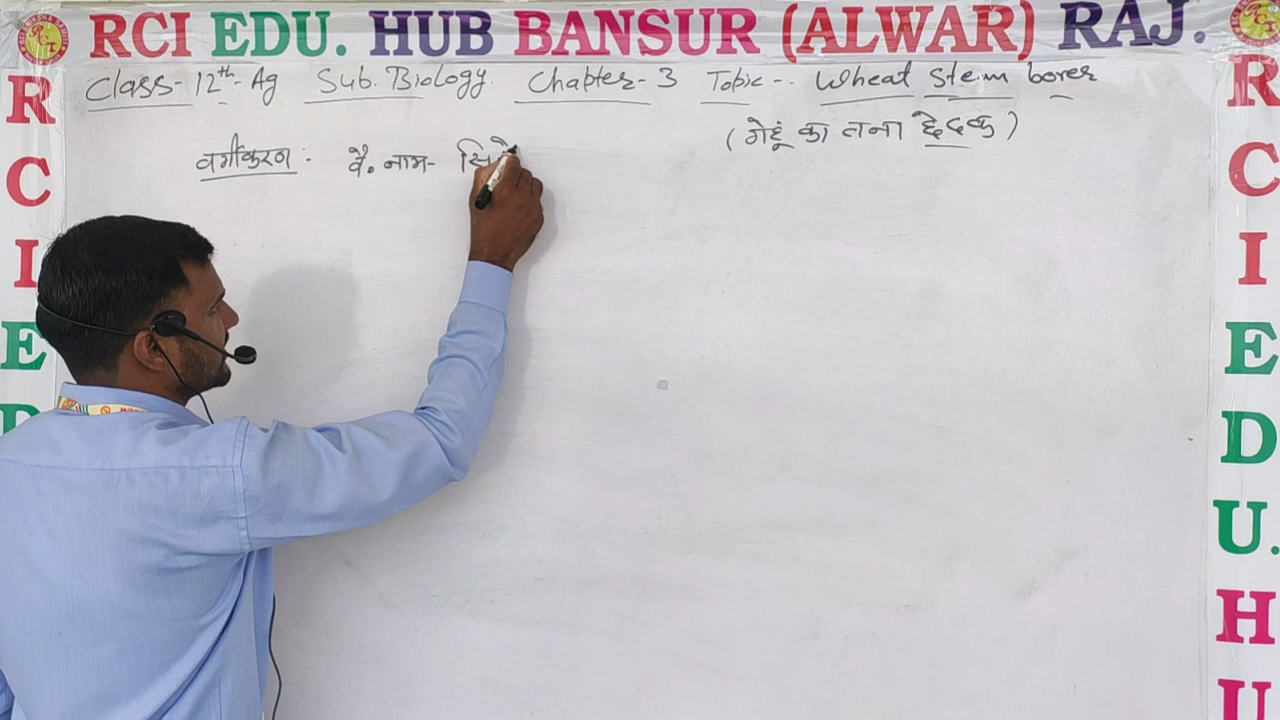 RCI EDU. HUB BANSUR (ALWAR) RAJ.
Class- 12th Ag Sub. Biology. Chapter- 3 Topic-- Wheat Stem borer
(गेहूं का तना छेदक)
वर्गीकरण :- वै. नाम- सि
R
C
I
E
D
R
C
I
E
D
U.
H
U